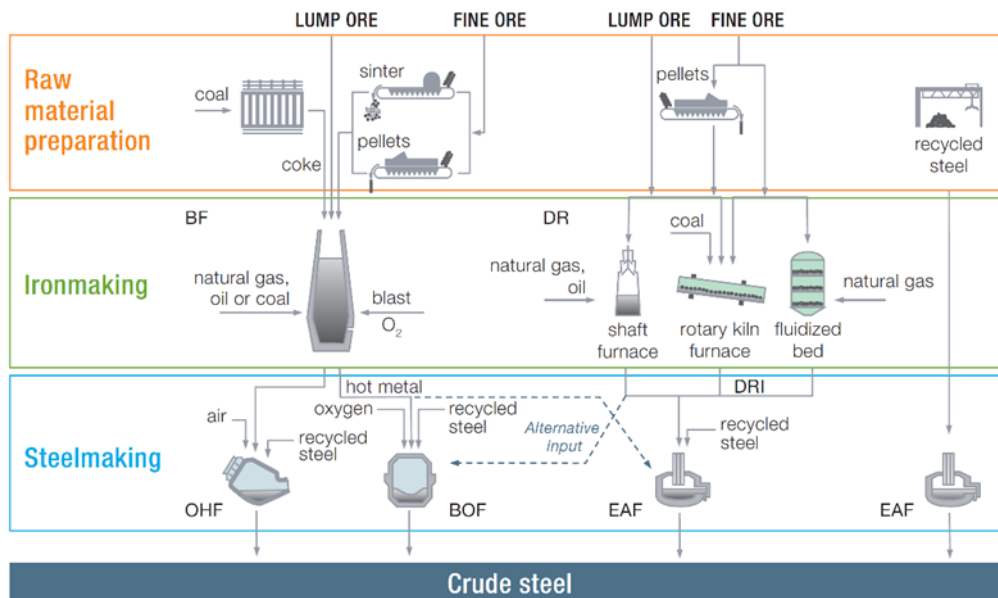 LUMP ORE
FINE ORE
LUMP ORE
FINE ORE
Raw
material
preparation
coal
sinter
pellets
coke
pellets
recycled
steel
Ironmaking
BF
natural gas,
oil or coal
blast
O₂
DR
natural gas,
oil
coal
natural gas
shaft
furnace
rotary kiln
furnace
fluidized
bed
Steelmaking
hot metal
DRI
air
oxygen
recycled
steel
recycled
steel
Alternative
input
recycled
steel
OHF
BOF
EAF
EAF
Crude steel